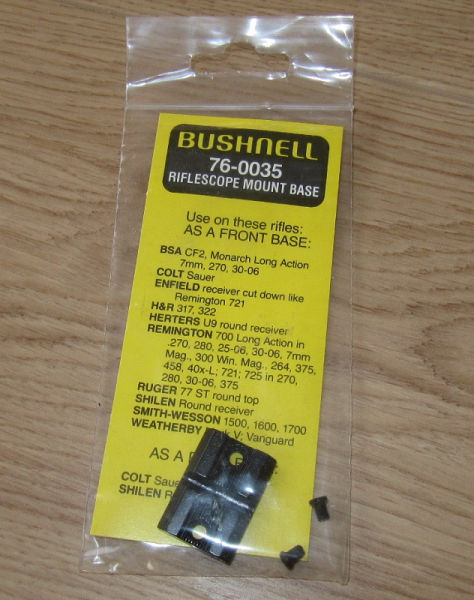 BUSHNELL
76-0035
RIFLESCOPE MOUNT BASE
Use on these rifles:
AS A FRONT BASE:
BSA CF2, Monarch Long Action
7mm, 270, 30-06
COLT Sauer
ENFIELD receiver cut down like
Remington 721
H&R 317, 322
HERTERS U9 round receiver
REMINGTON 700 Long Action in
.270, 280, 25-06, 30-06, 7mm
Mag., 300 Win. Mag., 264, 375,
458, 40x-L; 721; 725 in 270,
280, 30-06, 375
RUGER 77 ST round top
SHILEN Round receiver
SMITH-WESSON 1500, 1600, 1700
WEATHERBY V; Vanguard
AS A
COLT
SHILEN